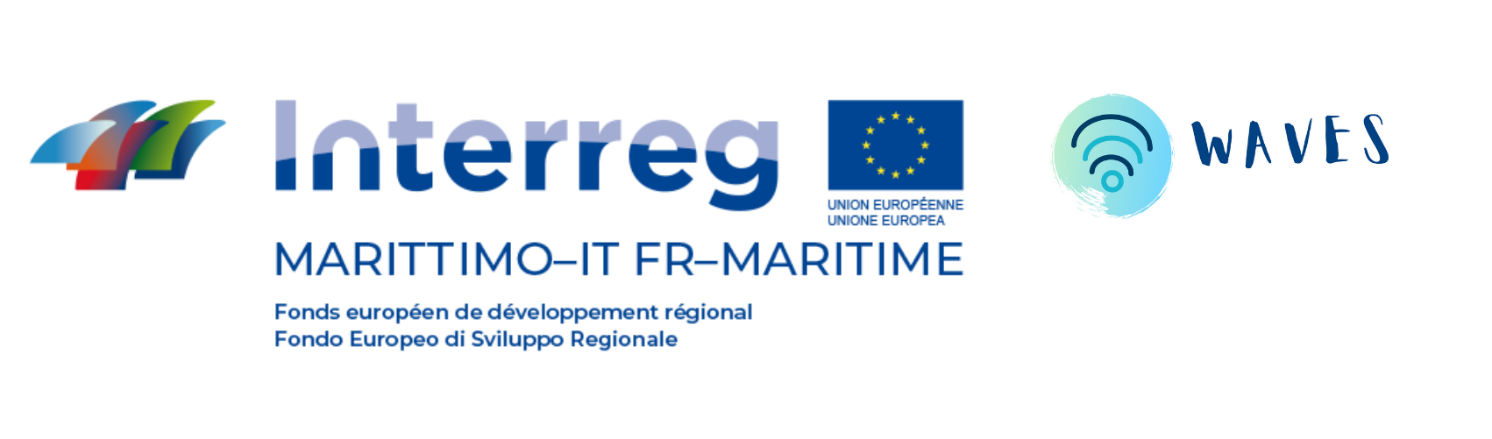 Interreg
UNION EUROPÉENNE
UNIONE EUROPEA
WAVES
MARITTIMO–IT FR–MARITIME
Fonds européen de développement régional
Fondo Europeo di Sviluppo Regionale